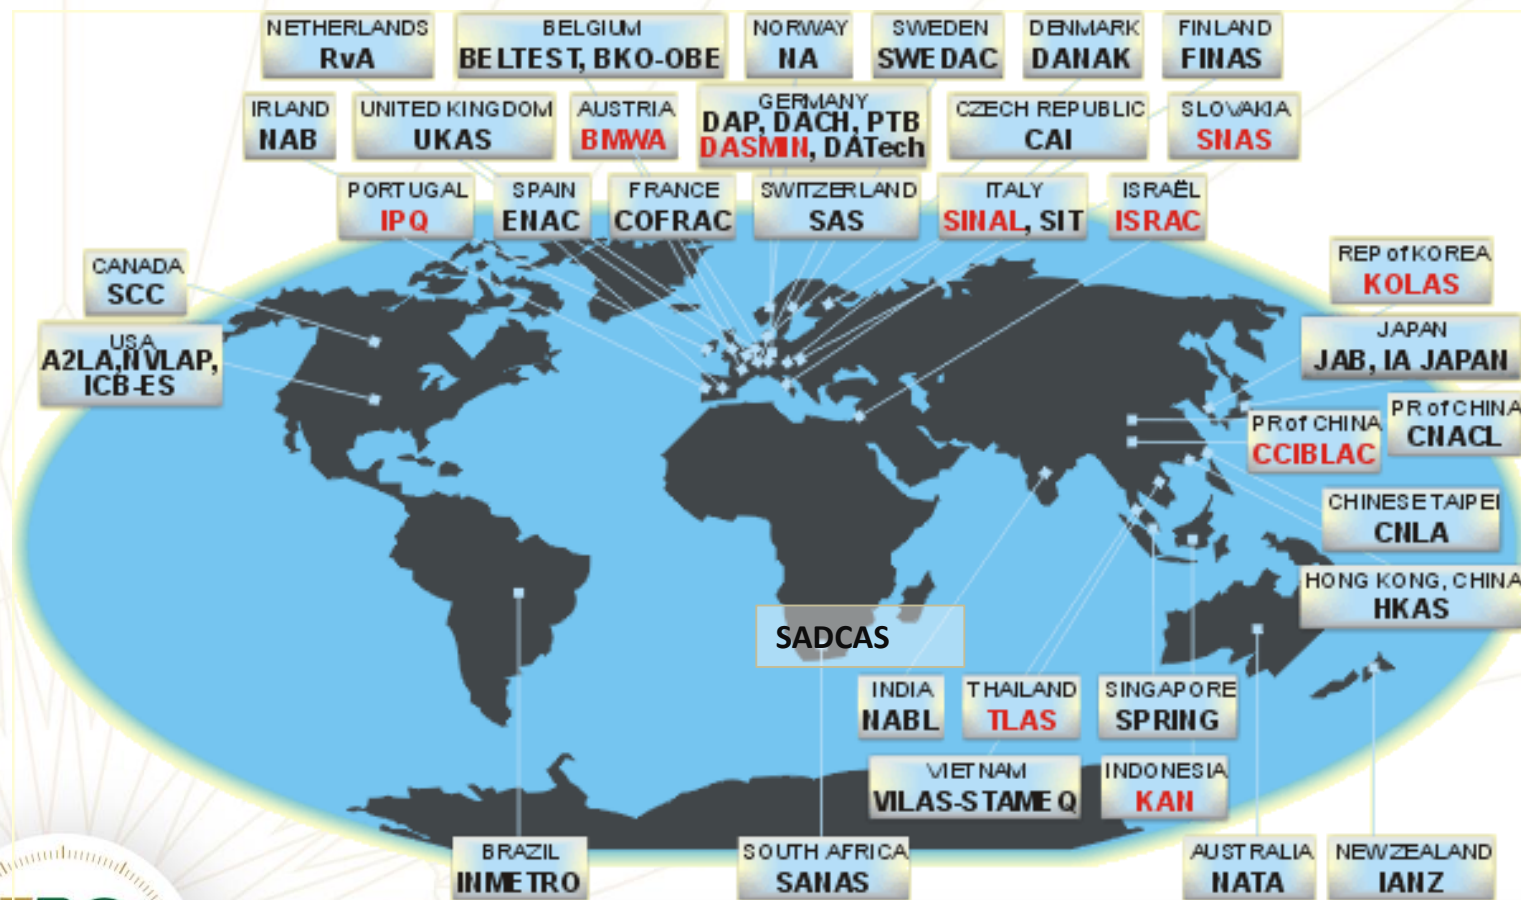 NETHERLANDS
RvA
BELGIUM
BELTEST, BKO-OBE
NORWAY
NA
SWEDEN
SWEDAC
DENMARK
DANAK
FINLAND
FINAS
IRLAND
NAB
UNITED KINGDOM
UKAS
AUSTRIA
BMWA
GERMANY
DAP, DACH, PTB
DASMIN, DATech
CZECH REPUBLIC
CAI
SLOVAKIA
SNAS
PORTUGAL
IPQ
SPAIN
ENAC
FRANCE
COFRAC
SWITZERLAND
SAS
ITALY
SINAL, SIT
ISRAËL
ISRAC
CANADA
SCC
REP of KOREA
KOLAS
USA
A2LA,NVLAP,
ICB-ES
JAPAN
JAB, IA JAPAN
PR of CHINA
CCIBLAC
PR of CHINA
CNACL
CHINESE TAIPEI
CNLA
HONG KONG, CHINA
HKAS
SADCAS
INDIA
NABL
THAILAND
TLAS
SINGAPORE
SPRING
VIETNAM
VILAS-STAMEQ
INDONESIA
KAN
BRAZIL
INMETRO
SOUTH AFRICA
SANAS
AUSTRALIA
NATA
NEW ZEALAND
IANZ